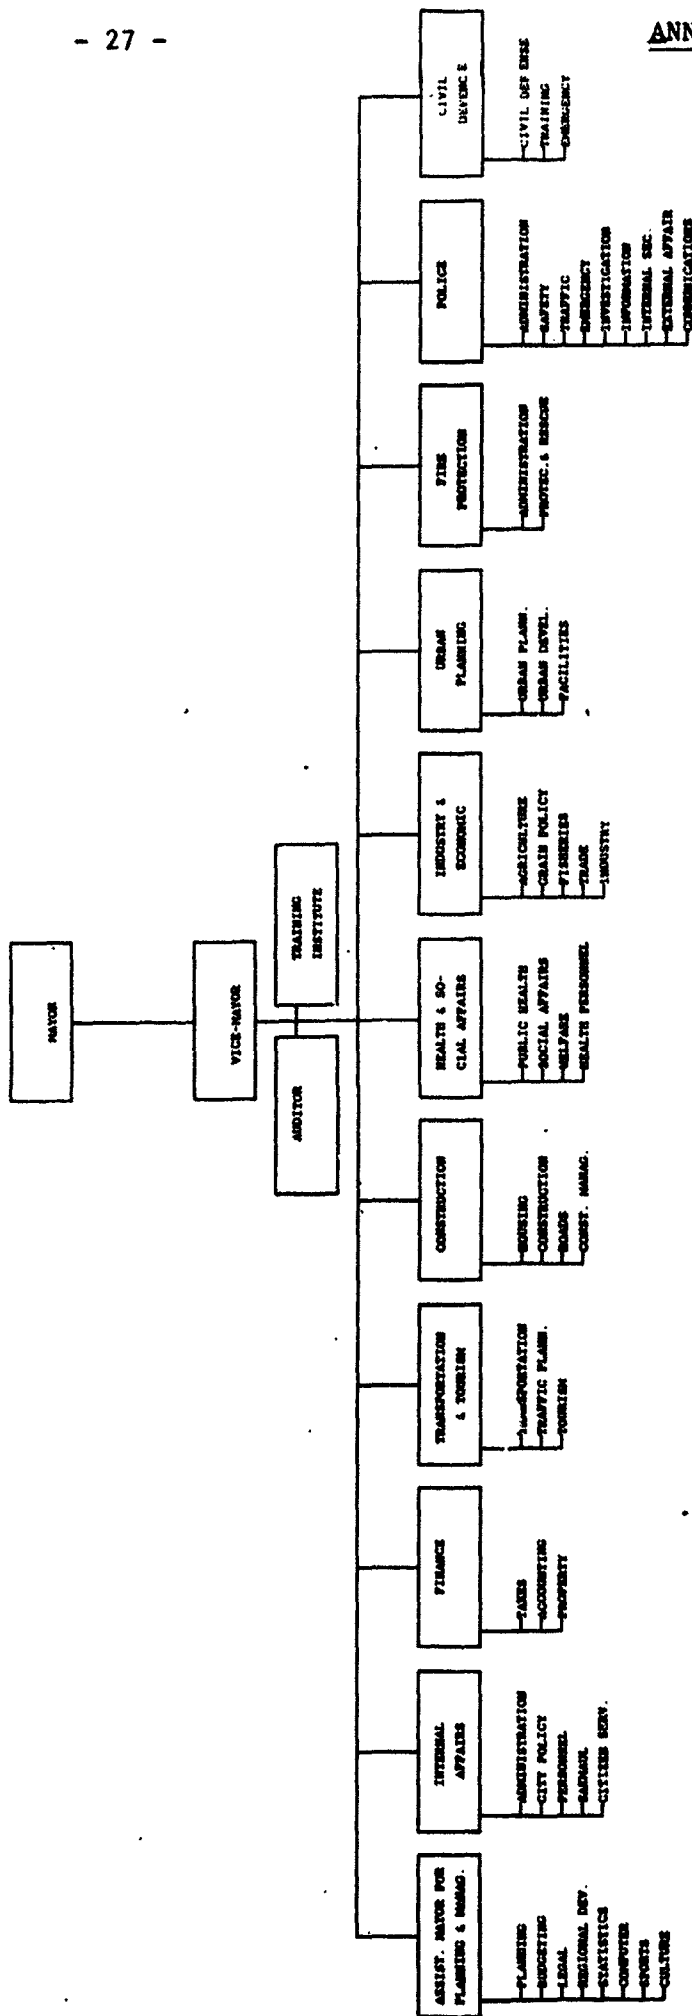 - 27 -
ANN
MAYOR
VICE-MAYOR
AUDITOR
TRAINING
INSTITUTE
ASSIST. MAYOR FOR
PLANNING & MANAG.
PLANNING
BUDGETING
LEGAL
REGIONAL DEV.
STATISTICS
COMPUTER
SPORTS
CULTURE
INTERNAL
AFFAIRS
ADMINISTRATION
CITY POLICY
PERSONNEL
SAEMAUL
CITIZEN SERV.
FINANCE
TAXES
ACCOUNTING
PROPERTY
TRANSPORTATION
& TOURISM
TRANSPORTATION
TRAFFIC PLANN.
TOURISM
CONSTRUCTION
HOUSING
CONSTRUCTION
ROADS
CONST. MANAG.
HEALTH & SO-
CIAL AFFAIRS
PUBLIC HEALTH
SOCIAL AFFAIRS
WELFARE
HEALTH PERSONNEL
INDUSTRY &
ECONOMIC
AGRICULTURE
GRAIN POLICY
FISHERIES
TRADE
INDUSTRY
URBAN
PLANNING
URBAN PLANN.
URBAN DEVEL.
FACILITIES
FIRE
PROTECTION
ADMINISTRATION
PROTEC.& RESCUE
POLICE
ADMINISTRATION
SAFETY
TRAFFIC
EMERGENCY
INVESTIGATION
INFORMATION
INTERNAL SEC.
EXTERNAL AFFAIR
COMMUNICATIONS
CIVIL
DEFENCE
CIVIL DEFENSE
TRAINING
EMERGENCY